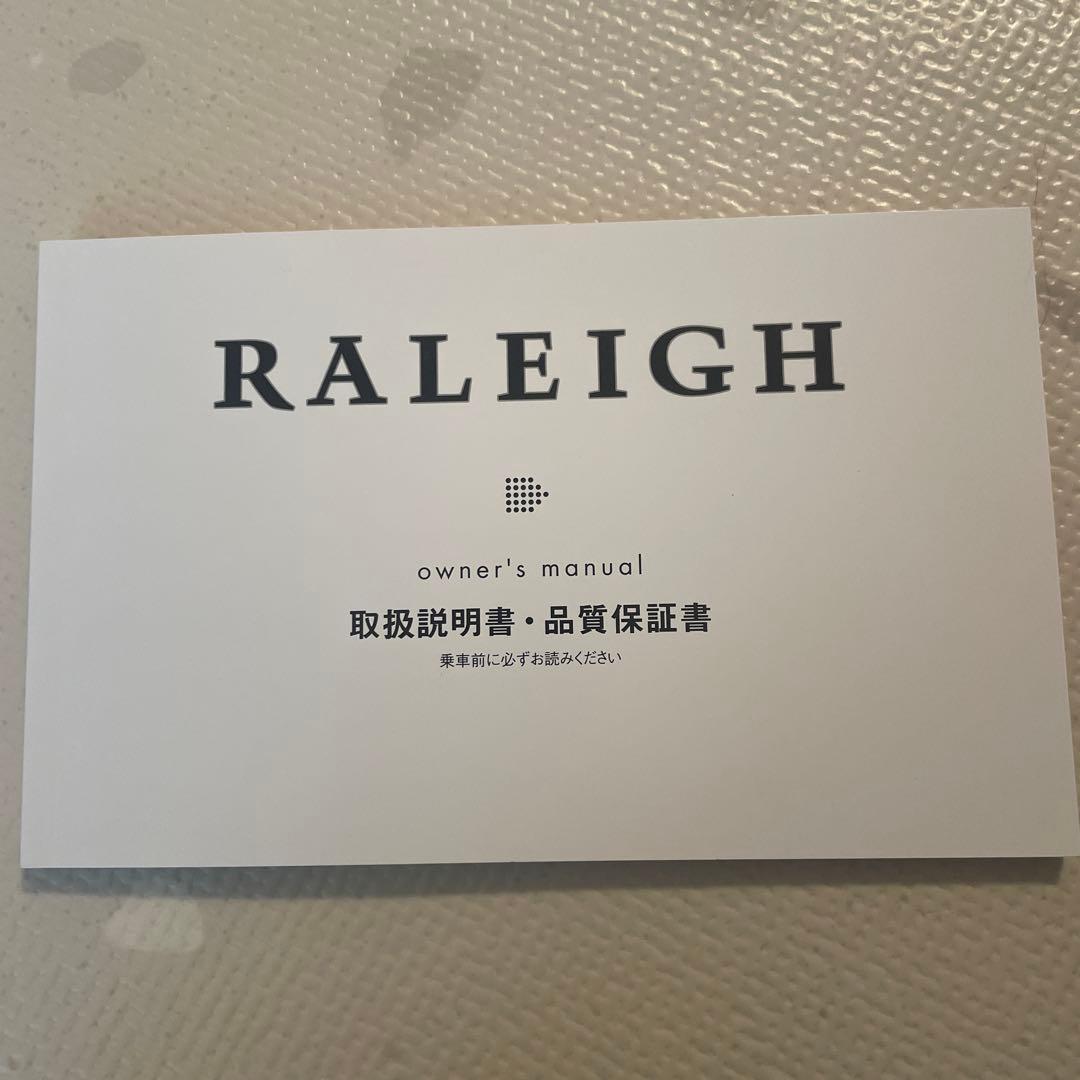 RALEIGH
owner's manual
取扱説明書・品質保証書
乗車前に必ずお読みください